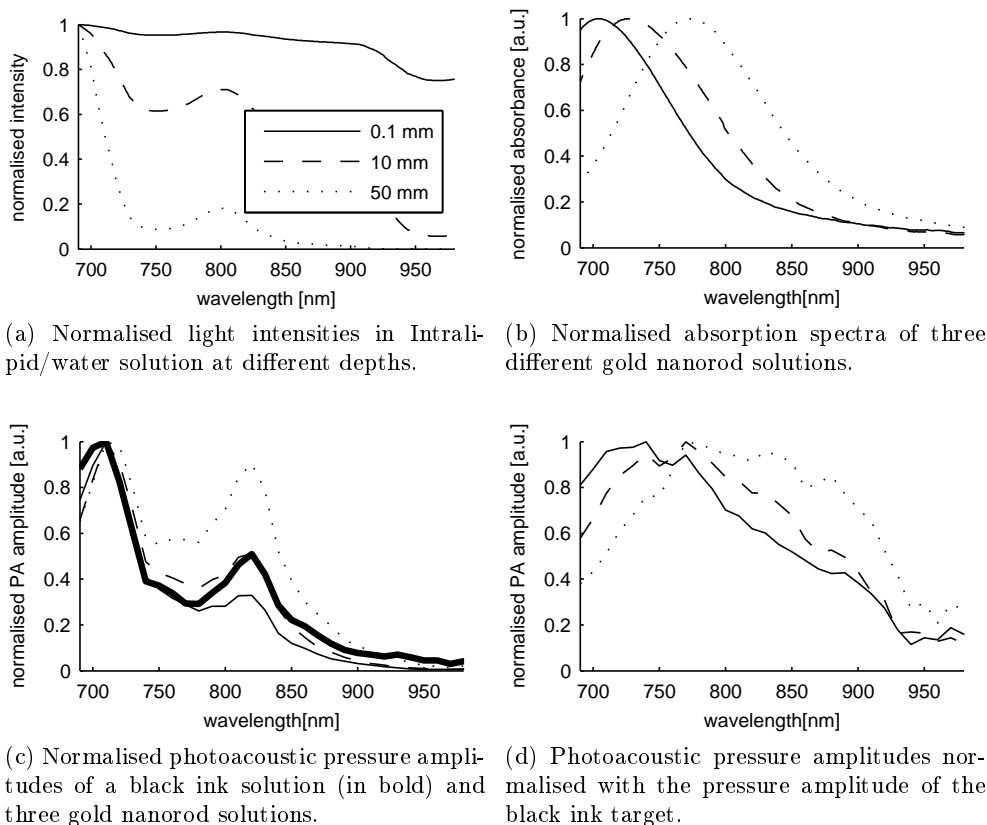 1
0.8
0.6
0.4
0.2
0
normalised intensity
0.1 mm
10 mm
50 mm
700 750 800 850 900 950
wavelength [nm]
(a) Normalised light intensities in Intrali-
pid/water solution at different depths.
1
0.8
0.6
0.4
0.2
0
normalised absorbance [a.u.]
700 750 800 850 900 950
wavelength[nm]
(b) Normalised absorption spectra of three
different gold nanorod solutions.
1
0.8
0.6
0.4
0.2
0
normalised PA amplitude [a.u.]
700 750 800 850 900 950
wavelength[nm]
(c) Normalised photoacoustic pressure ampli-
tudes of a black ink solution (in bold) and
three gold nanorod solutions.
1
0.8
0.6
0.4
0.2
0
normalised PA amplitude [a.u.]
700 750 800 850 900 950
wavelength[nm]
(d) Photoacoustic pressure amplitudes nor-
malised with the pressure amplitude of the
black ink target.